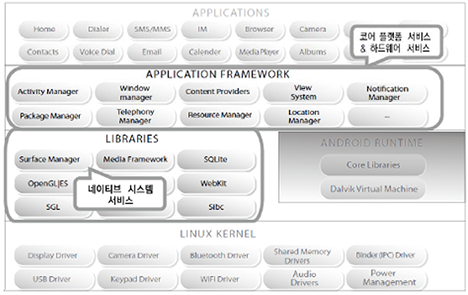 APPLICATIONS
Home Dialer SMS/MMS IM Browser Camera
Contacts Voice Dial Email Calender Media Player Albums
코어 플랫폼 서비스
& 하드웨어 서비스
APPLICATION FRAMEWORK
Activity Manager Window manager Content Providers View System Notification Manager
Package Manager Telephony Manager Resource Manager Location Manager ...
LIBRARIES
Surface Manager Media Framework SQLite
OpenGL|ES WebKit
SGL Slbc
네이티브 시스템
서비스
ANDROID RUNTIME
Core Libraries
Dalvik Virtual Machine
LINUX KERNEL
Display Driver Camera Driver Bluetooth Driver Shared Memory Drivers Binder (IPC) Driver
USB Driver Keypad Driver WiFi Driver Audio Drivers Power Management